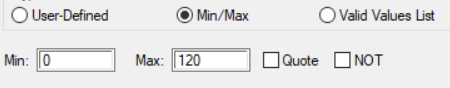 User-Defined Min/Max Valid Values List
Min: 0 Max: 120 Quote NOT